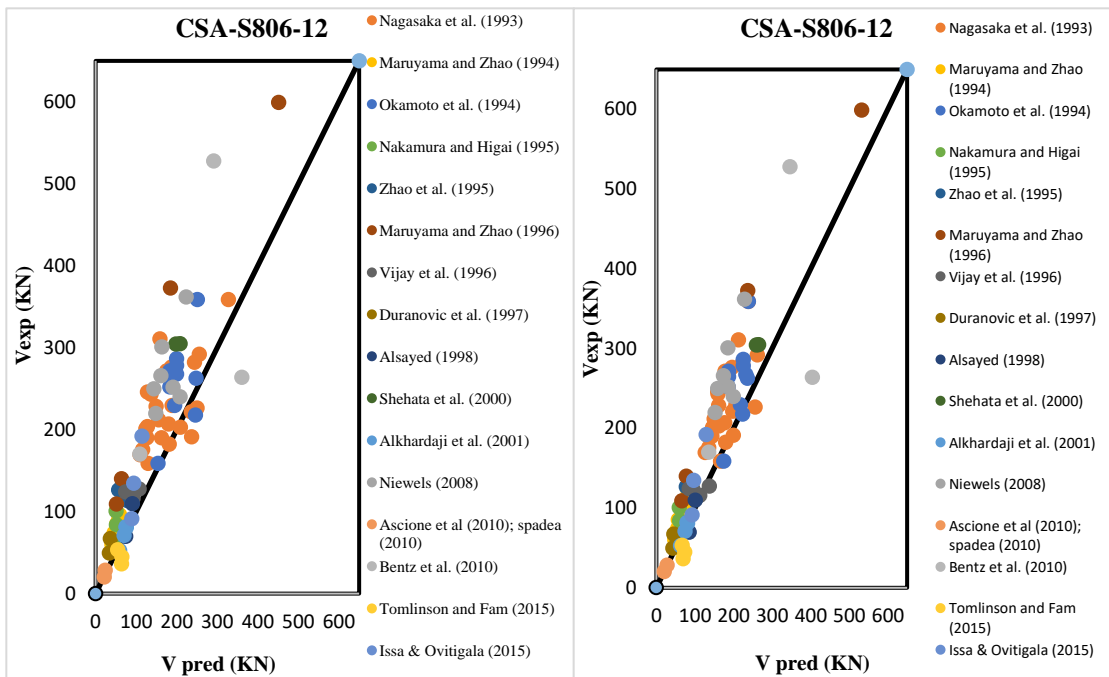 CSA-S806-12
600
500
400
300
200
100
0
Vexp (KN)
0 100 200 300 400 500 600
V pred (KN)
Nagasaka et al. (1993)
Maruyama and Zhao (1994)
Okamoto et al. (1994)
Nakamura and Higai (1995)
Zhao et al. (1995)
Maruyama and Zhao (1996)
Vijay et al. (1996)
Duranovic et al. (1997)
Alsayed (1998)
Shehata et al. (2000)
Alkhardaji et al. (2001)
Niewels (2008)
Ascione et al (2010); spadea
(2010)
Bentz et al. (2010)
Tomlinson and Fam (2015)
Issa & Ovitigala (2015)
CSA-S806-12
600
500
400
300
200
100
0
Vexp (KN)
0 100 200 300 400 500 600
V pred (KN)
Nagasaka et al. (1993)
Maruyama and Zhao
(1994)
Okamoto et al. (1994)
Nakamura and Higai
(1995)
Zhao et al. (1995)
Maruyama and Zhao
(1996)
Vijay et al. (1996)
Duranovic et al. (1997)
Alsayed (1998)
Shehata et al. (2000)
Alkhardaji et al. (2001)
Niewels (2008)
Ascione et al (2010);
spadea (2010)
Bentz et al. (2010)
Tomlinson and Fam
(2015)
Issa & Ovitigala (2015)